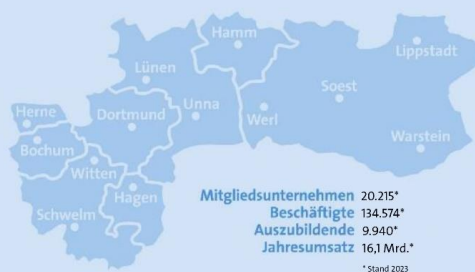 Hamm
Lippstadt
Lünen
Soest
Herne
Dortmund
Unna
Werl
Bochum
Warstein
Witten
Hagen
Schwelm
Mitgliedsunternehmen 20.215*
Beschäftigte 134.574*
Auszubildende 9.940*
Jahresumsatz 16,1 Mrd.*
* Stand 2023